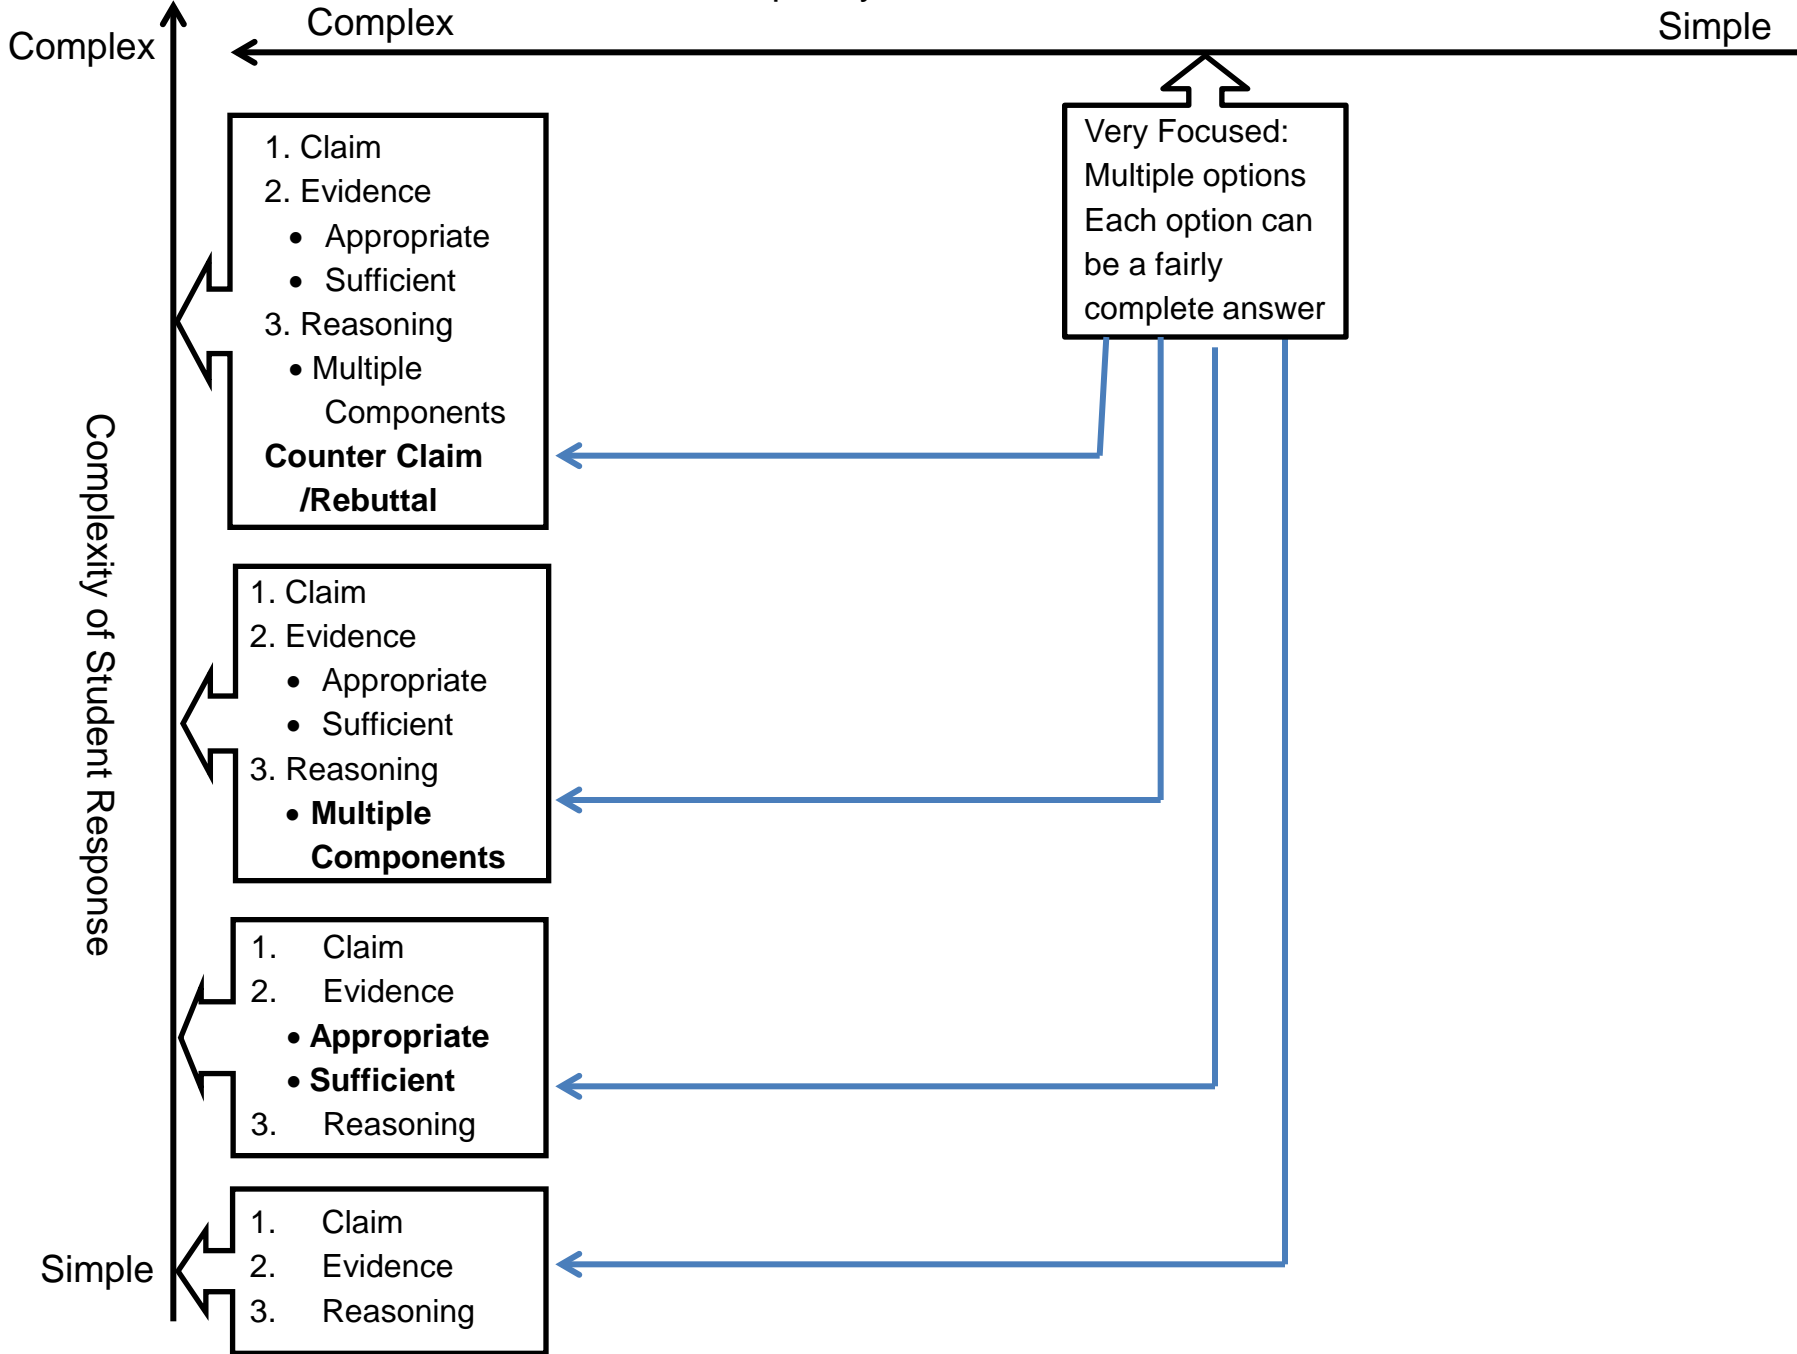 Complex
Complex
Simple
1. Claim
2. Evidence
• Appropriate
• Sufficient
3. Reasoning
• Multiple
Components
Counter Claim
/Rebuttal
Very Focused:
Multiple options
Each option can
be a fairly
complete answer
Complexity of Student Response
1. Claim
2. Evidence
• Appropriate
• Sufficient
3. Reasoning
• Multiple
Components
1. Claim
2. Evidence
• Appropriate
• Sufficient
3. Reasoning
Simple
1. Claim
2. Evidence
3. Reasoning